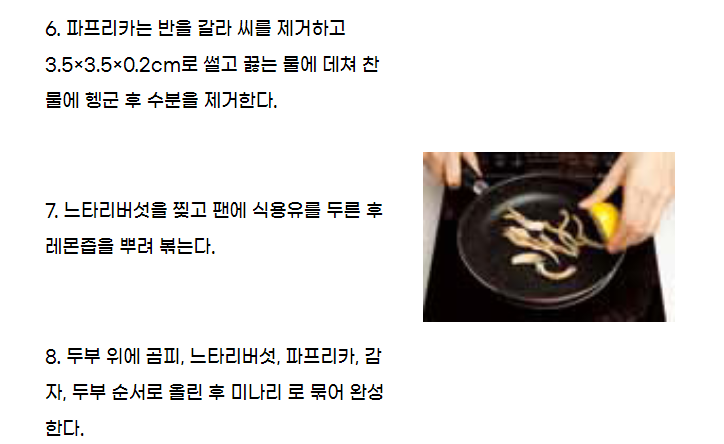 6. 파프리카는 반을 갈라 씨를 제거하고
3.5×3.5×0.2cm로 썰고 끓는 물에 데쳐 찬
물에 헹군 후 수분을 제거한다.
7. 느타리버섯을 찢고 팬에 식용유를 두른 후
레몬즙을 뿌려 볶는다.
8. 두부 위에 곰피, 느타리버섯, 파프리카, 감
자, 두부 순서로 올린 후 미나리 로 묶어 완성
한다.